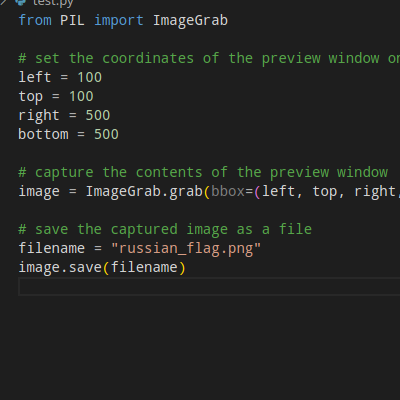 test.py
from PIL import ImageGrab
# set the coordinates of the preview window on
left = 100
top = 100
right = 500
bottom = 500
# capture the contents of the preview window
image = ImageGrab.grab(bbox=(left, top, right,
# save the captured image as a file
filename = "russian_flag.png"
image.save(filename)